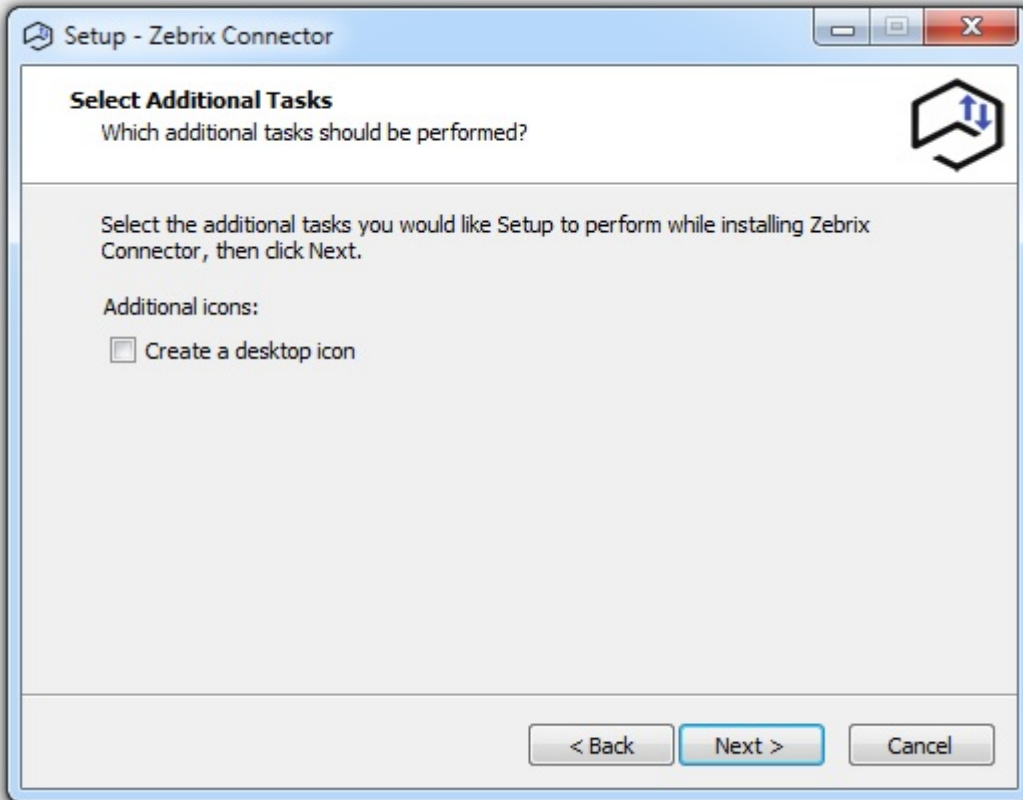 Setup - Zebrix Connector
Select Additional Tasks
Which additional tasks should be performed?
Select the additional tasks you would like Setup to perform while installing Zebrix
Connector, then click Next.
Additional icons:
Create a desktop icon
< Back
Next >
Cancel